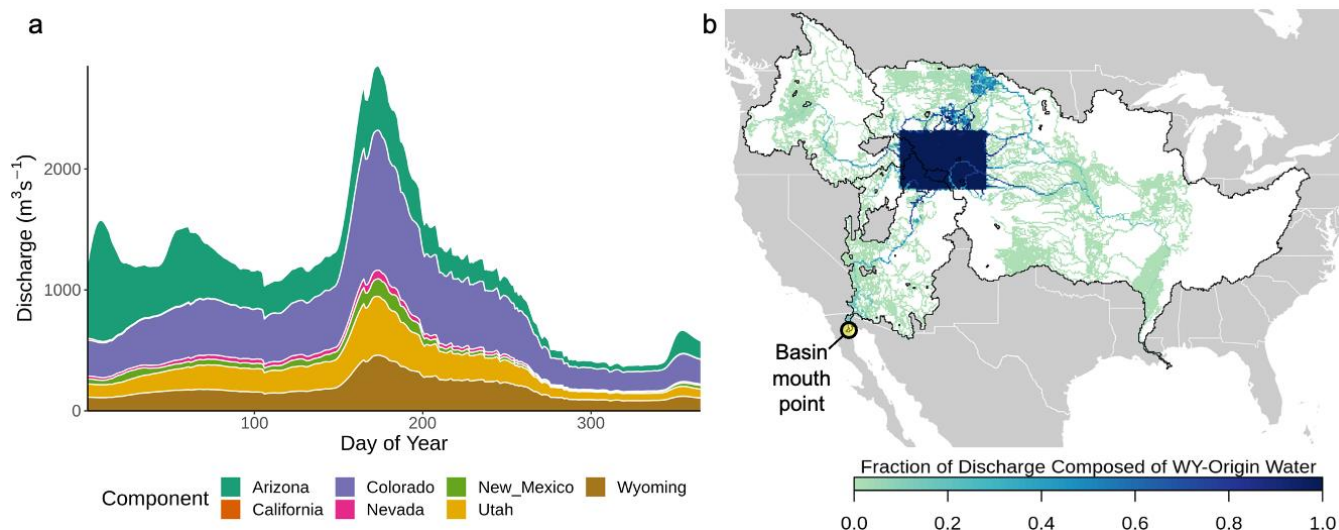 a
Discharge (m³s⁻¹)
2000
1000
0
100
200
300
Day of Year
Component
Arizona
Colorado
New_Mexico
Wyoming
California
Nevada
Utah
b
Basin
mouth
point
Fraction of Discharge Composed of WY-Origin Water
0.0 0.2 0.4 0.6 0.8 1.0